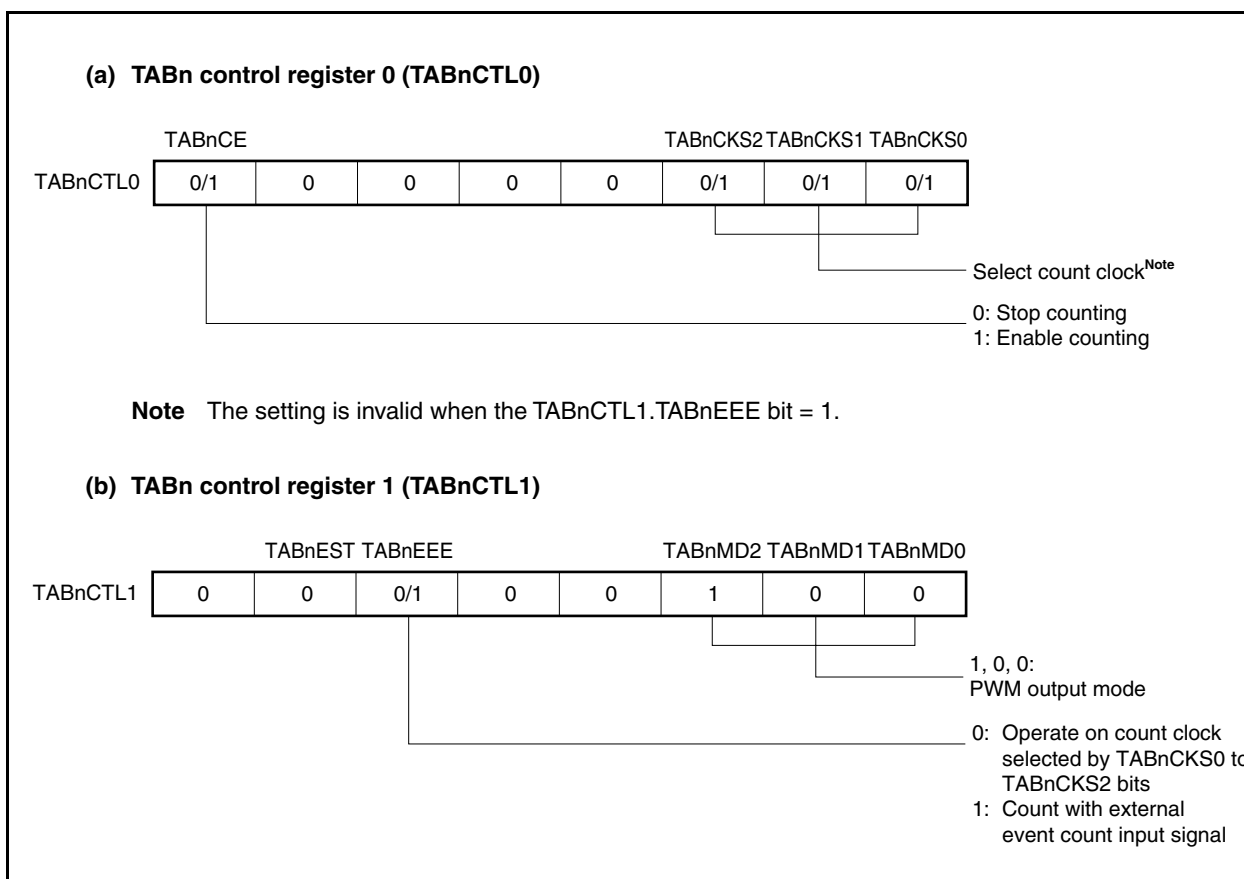 (a) TABn control register 0 (TABnCTL0)
TABnCE TABnCKS2 TABnCKS1 TABnCKS0
TABnCTL0 0/1 0 0 0 0 0/1 0/1 0/1
Select count clockNote
0: Stop counting
1: Enable counting
Note The setting is invalid when the TABnCTL1.TABnEEE bit = 1.
(b) TABn control register 1 (TABnCTL1)
TABnEST TABnEEE TABnMD2 TABnMD1 TABnMD0
TABnCTL1 0 0 0/1 0 0 1 0 0
1, 0, 0:
PWM output mode
0: Operate on count clock
selected by TABnCKS0 to
TABnCKS2 bits
1: Count with external
event count input signal